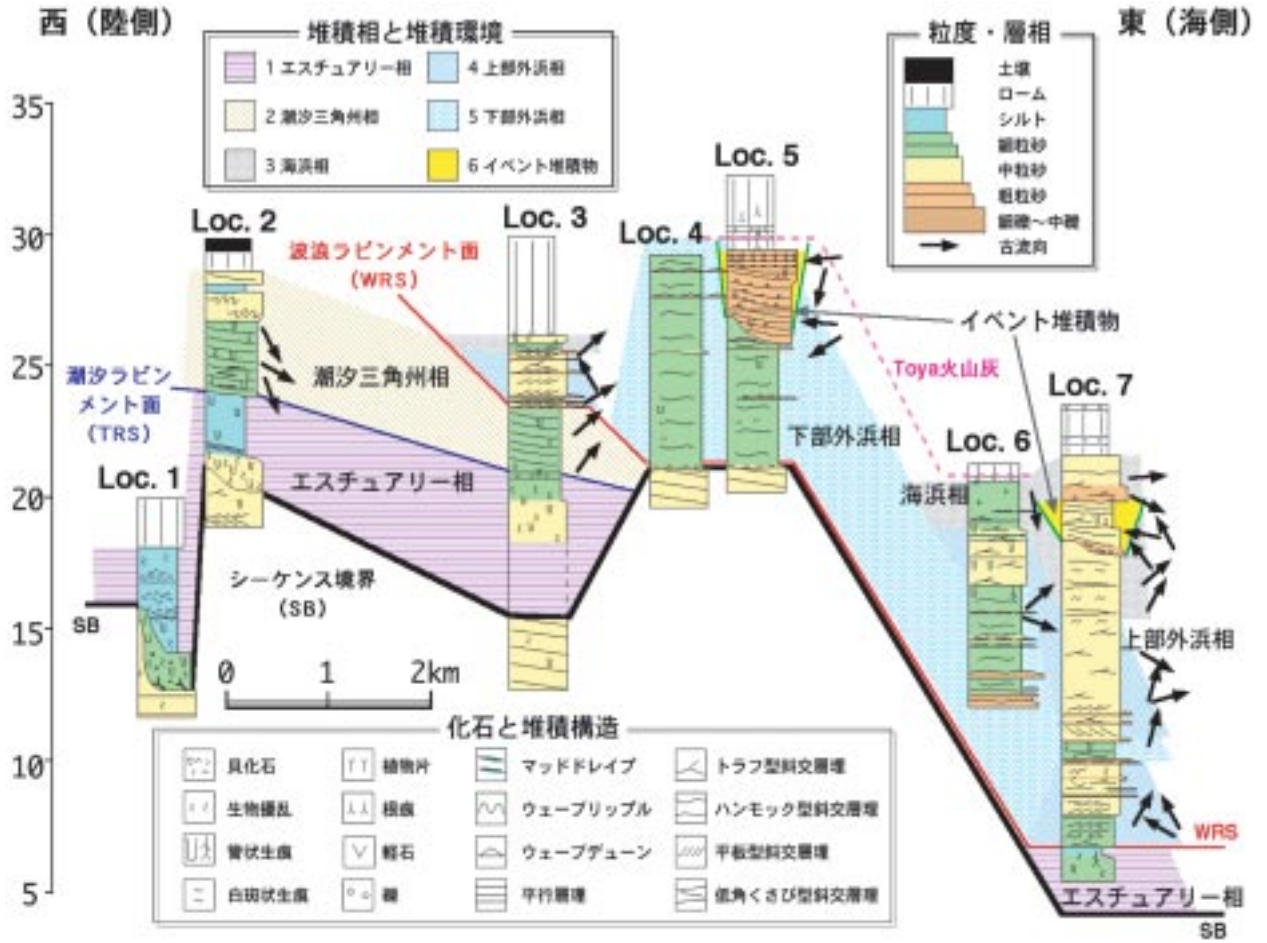 西（陸側）
東（海側）
堆積相と堆積環境
1 エスチュアリー相
4 上部外浜相
2 潮汐三角州相
5 下部外浜相
3 海浜相
6 イベント堆積物
粒度・層相
土壌
ローム
シルト
細粒砂
中粒砂
粗粒砂
細礫～中礫
古流向
35
30
25
20
15
10
5
Loc. 1
Loc. 2
Loc. 3
Loc. 4
Loc. 5
Loc. 6
Loc. 7
波浪ラビンメント面
（WRS）
潮汐ラビン
メント面
（TRS）
潮汐三角州相
エスチュアリー相
シーケンス境界
（SB）
SB
イベント堆積物
Toya火山灰
下部外浜相
海浜相
上部外浜相
WRS
エスチュアリー相
SB
0 1 2km
化石と堆積構造
貝化石
植物片
マッドドレイプ
トラフ型斜交層理
生物擾乱
根痕
ウェーブリップル
ハンモック型斜交層理
管状生痕
軽石
ウェーブデューン
平板型斜交層理
白斑状生痕
礫
平行層理
低角くさび型斜交層理